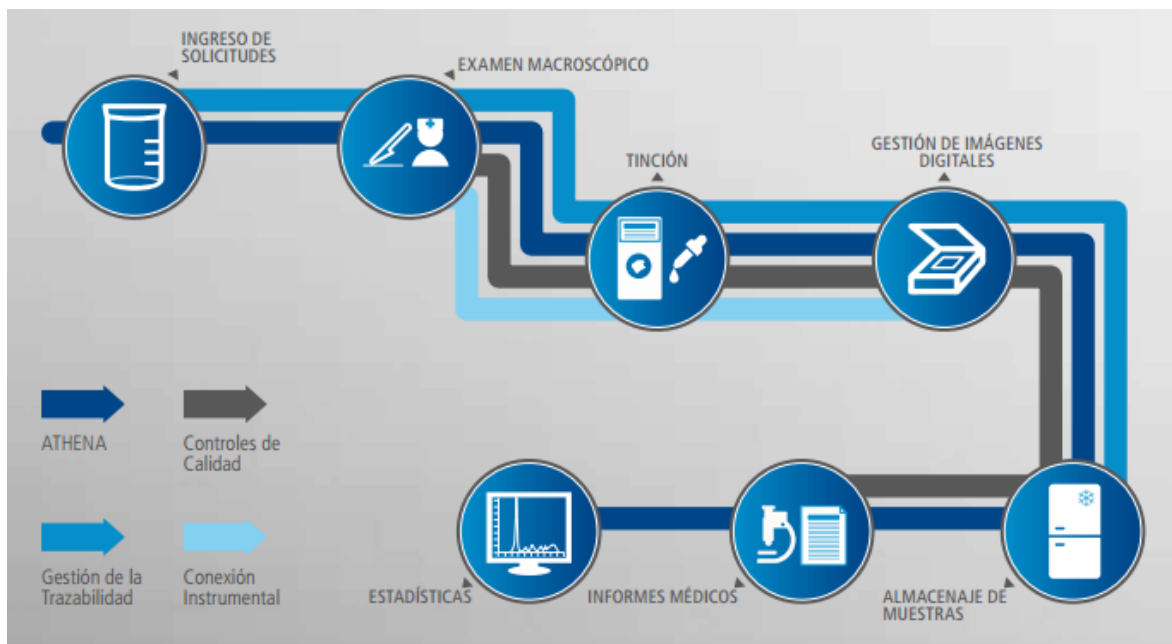 INGRESO DE
SOLICITUDES
EXAMEN MACROSCÓPICO
TINCIÓN
GESTIÓN DE IMÁGENES
DIGITALES
ATHENA
Controles de
Calidad
Gestión de la
Trazabilidad
Conexión
Instrumental
ESTADÍSTICAS
INFORMES MÉDICOS
ALMACENAJE DE
MUESTRAS